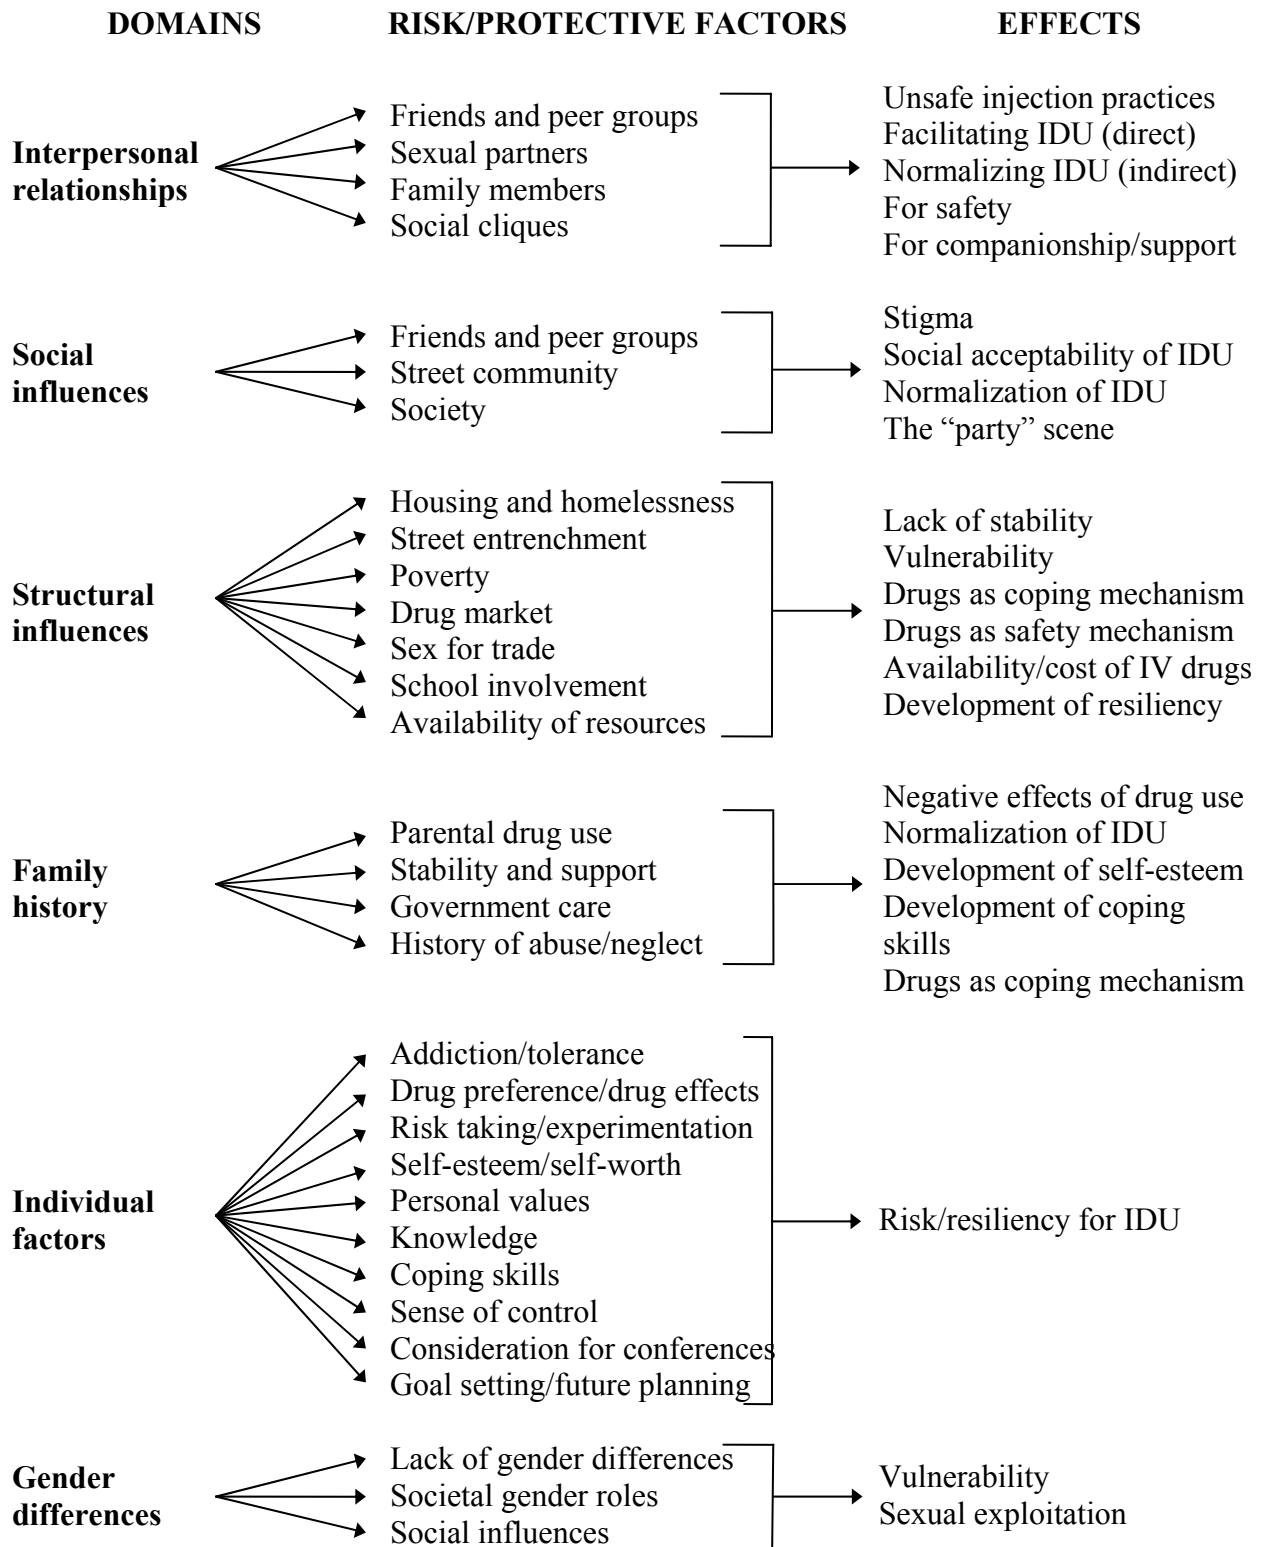 DOMAINS RISK/PROTECTIVE FACTORS EFFECTS
Interpersonal
relationships
Friends and peer groups
Sexual partners
Family members
Social cliques
Unsafe injection practices
Facilitating IDU (direct)
Normalizing IDU (indirect)
For safety
For companionship/support
Social
influences
Friends and peer groups
Street community
Society
Stigma
Social acceptability of IDU
Normalization of IDU
The “party” scene
Structural
influences
Housing and homelessness
Street entrenchment
Poverty
Drug market
Sex for trade
School involvement
Availability of resources
Lack of stability
Vulnerability
Drugs as coping mechanism
Drugs as safety mechanism
Availability/cost of IV drugs
Development of resiliency
Family
history
Parental drug use
Stability and support
Government care
History of abuse/neglect
Negative effects of drug use
Normalization of IDU
Development of self-esteem
Development of coping
skills
Drugs as coping mechanism
Individual
factors
Addiction/tolerance
Drug preference/drug effects
Risk taking/experimentation
Self-esteem/self-worth
Personal values
Knowledge
Coping skills
Sense of control
Consideration for conferences
Goal setting/future planning
Risk/resiliency for IDU
Gender
differences
Lack of gender differences
Societal gender roles
Social influences
Vulnerability
Sexual exploitation